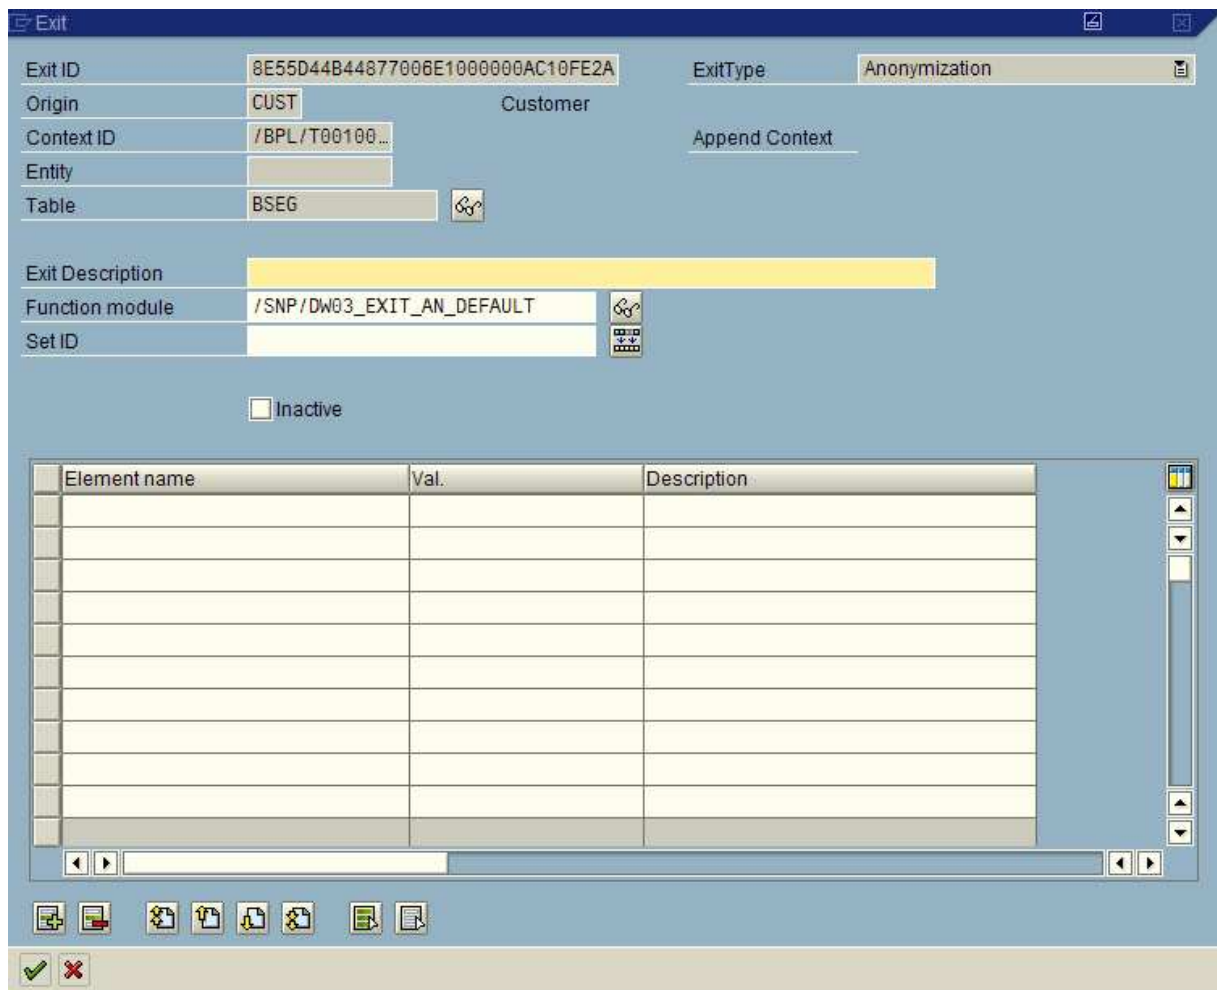 Exit
Exit ID 8E55D44B44877006E1000000AC10FE2A ExitType Anonymization
Origin CUST Customer
Context ID /BPL/T00100… Append Context
Entity
Table BSEG
Exit Description
Function module /SNP/DW03_EXIT_AN_DEFAULT
Set ID
Inactive
Element name Val. Description